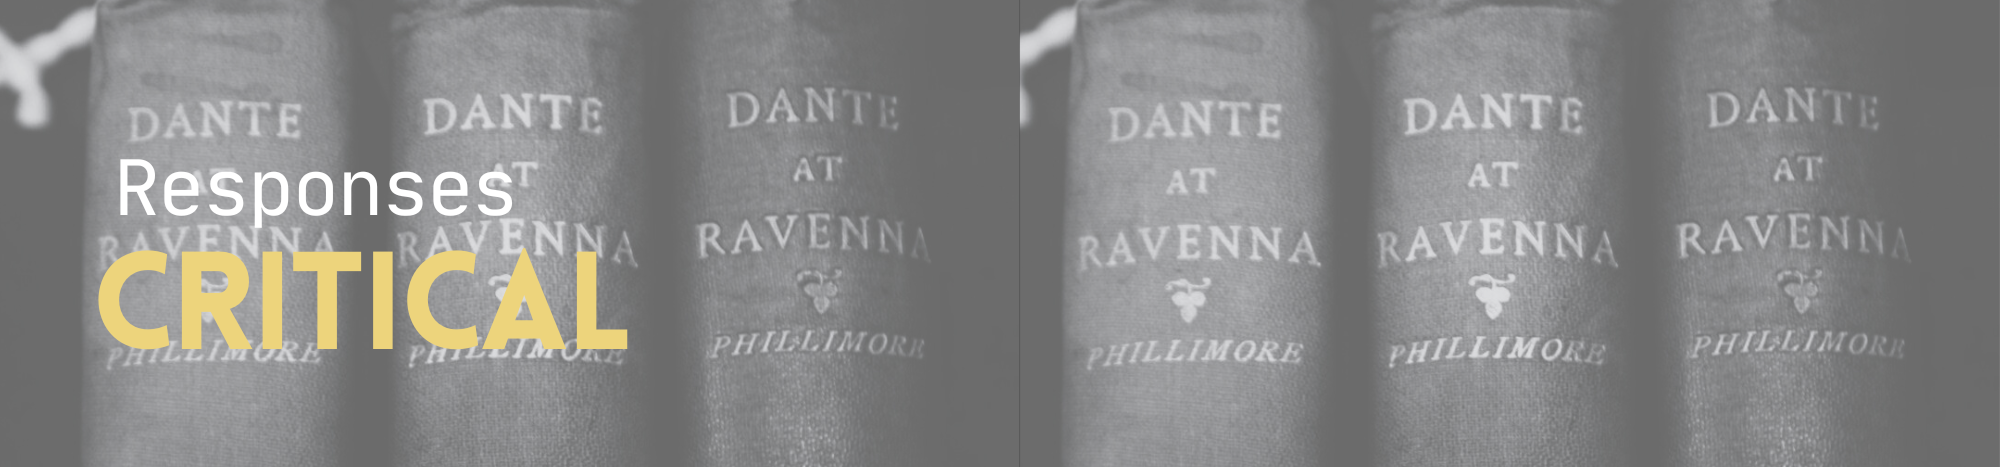 Responses
CRITICAL
DANTE
AT
RAVENNA
PHILLIMORE
DANTE
AT
RAVENNA
PHILLIMORE
DANTE
AT
RAVENNA
PHILLIMORE
DANTE
AT
RAVENNA
PHILLIMORE
DANTE
AT
RAVENNA
PHILLIMORE
DANTE
AT
RAVENNA
PHILLIMORE